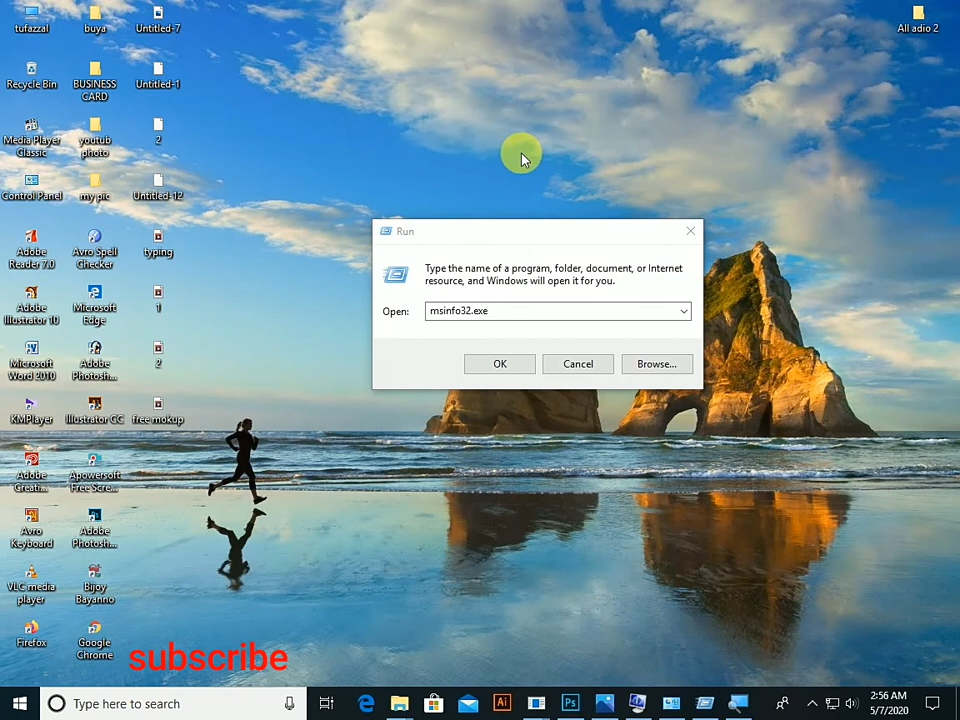 tufazzal
buya
Untitled-7
All adio 2
Recycle Bin
BUSINESS
CARD
Untitled-1
Media Player
Classic
youtub
photo
2
Control Panel
my pic
Untitled-12
Adobe
Reader 7.0
Avro Spell
Checker
typing
Adobe
Illustrator 10
Microsoft
Edge
1
Microsoft
Word 2010
Adobe
Photosh...
2
KMPlayer
Illustrator CC
free mokup
Adobe
Creati...
Apowersoft
Free Scre...
Avro
Keyboard
Adobe
Photosh...
VLC media
player
Bijoy
Bayanno
Firefox
Google
Chrome
Run
Type the name of a program, folder, document, or Internet
resource, and Windows will open it for you.
Open:
msinfo32.exe
OK
Cancel
Browse...
subscribe
Type here to search
Ai
Ps
2:56 AM
5/7/2020